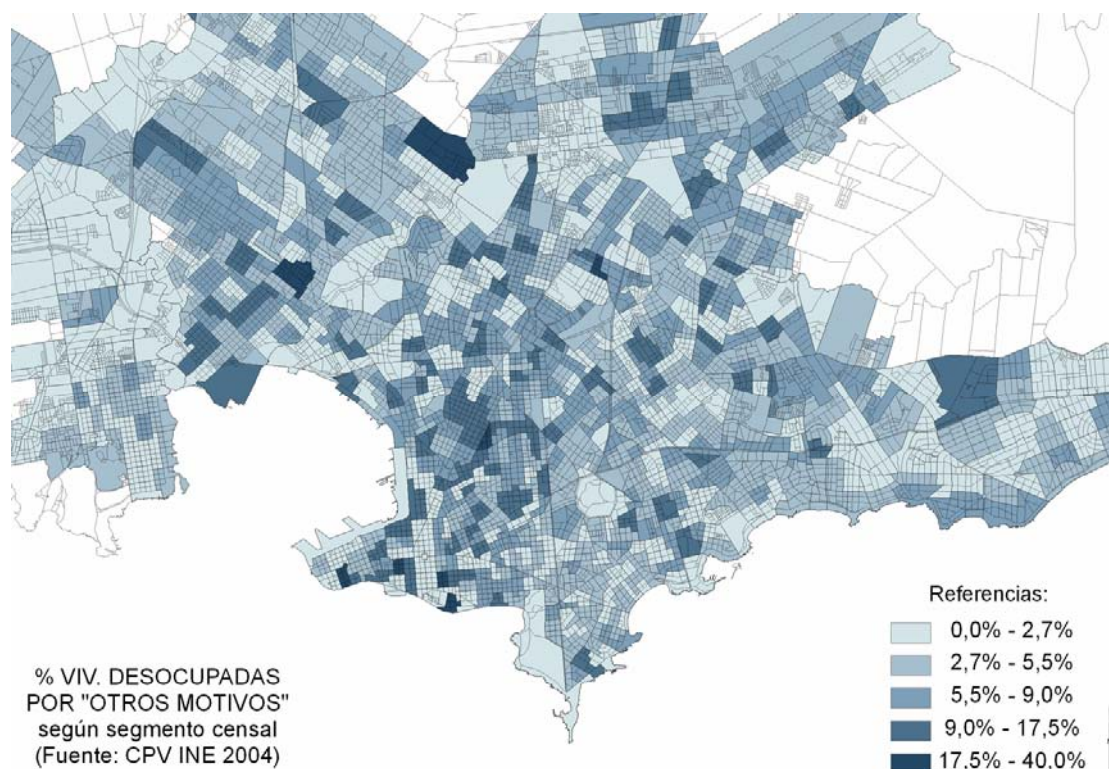 Referencias:
0,0% - 2,7%
2,7% - 5,5%
5,5% - 9,0%
9,0% - 17,5%
17,5% - 40,0%
% VIV. DESOCUPADAS
POR "OTROS MOTIVOS"
según segmento censal
(Fuente: CPV INE 2004)